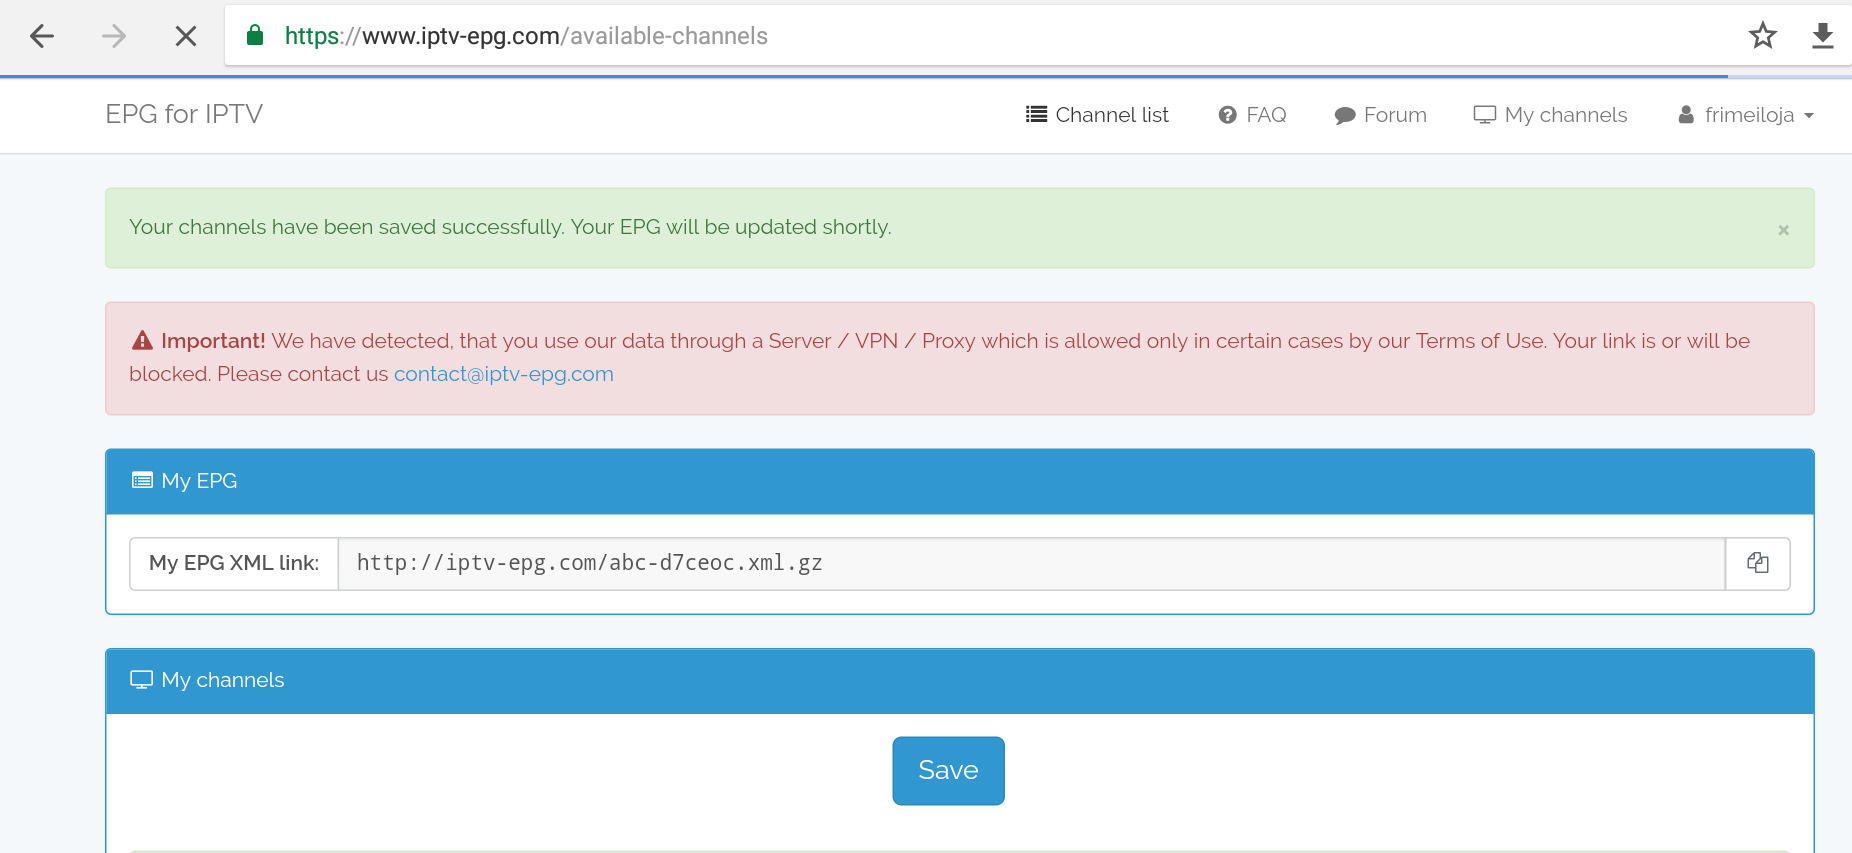 https://www.iptv-epg.com/available-channels
EPG for IPTV
Channel list
FAQ
Forum
My channels
frimeiloja
Your channels have been saved successfully. Your EPG will be updated shortly.
×
Important! We have detected, that you use our data through a Server / VPN / Proxy which is allowed only in certain cases by our Terms of Use. Your link is or will be
blocked. Please contact us contact@iptv-epg.com
My EPG
My EPG XML link:
http://iptv-epg.com/abc-d7ceoc.xml.gz
My channels
Save